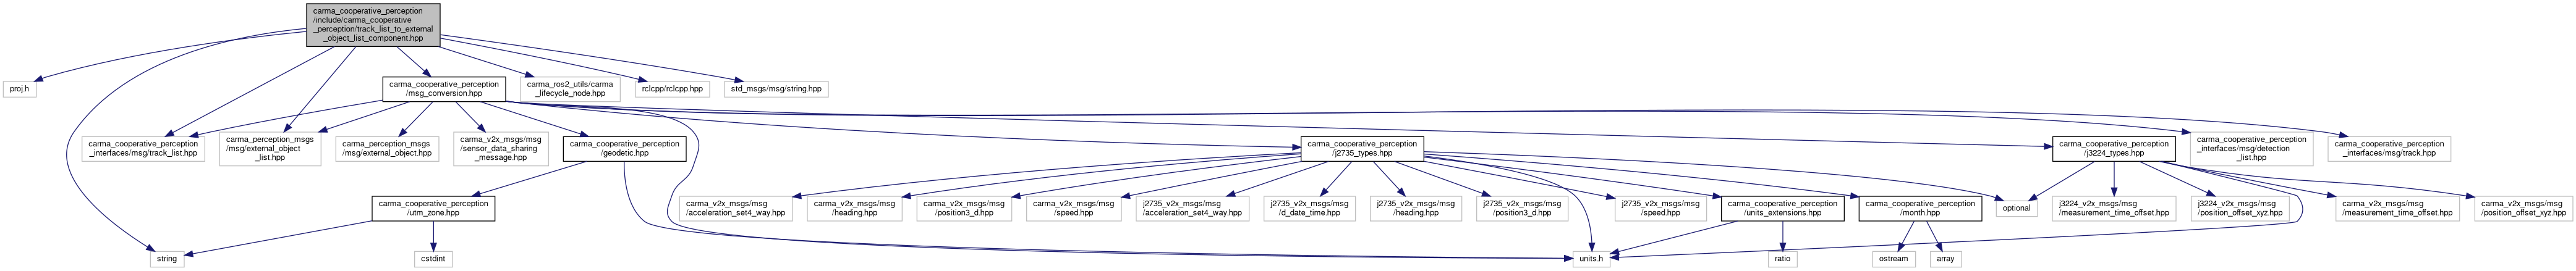 carma_cooperative_perception
/include/carma_cooperative
_perception/track_list_to_external
_object_list_component.hpp
proj.h
carma_cooperative_perception
/msg_conversion.hpp
carma_ros2_utils/carma
_lifecycle_node.hpp
rclcpp/rclcpp.hpp
std_msgs/msg/string.hpp
carma_cooperative_perception
_interfaces/msg/track_list.hpp
carma_perception_msgs
/msg/external_object
_list.hpp
carma_perception_msgs
/msg/external_object.hpp
carma_v2x_msgs/msg
/sensor_data_sharing
_message.hpp
carma_cooperative_perception
/geodetic.hpp
carma_cooperative_perception
/j2735_types.hpp
carma_cooperative_perception
/j3224_types.hpp
carma_cooperative_perception
_interfaces/msg/detection
_list.hpp
carma_cooperative_perception
_interfaces/msg/track.hpp
carma_cooperative_perception
/utm_zone.hpp
carma_v2x_msgs/msg
/acceleration_set4_way.hpp
carma_v2x_msgs/msg
/heading.hpp
carma_v2x_msgs/msg
/position3_d.hpp
carma_v2x_msgs/msg
/speed.hpp
j2735_v2x_msgs/msg
/acceleration_set4_way.hpp
j2735_v2x_msgs/msg
/d_date_time.hpp
j2735_v2x_msgs/msg
/heading.hpp
j2735_v2x_msgs/msg
/position3_d.hpp
j2735_v2x_msgs/msg
/speed.hpp
carma_cooperative_perception
/units_extensions.hpp
carma_cooperative_perception
/month.hpp
optional
j3224_v2x_msgs/msg
/measurement_time_offset.hpp
j3224_v2x_msgs/msg
/position_offset_xyz.hpp
carma_v2x_msgs/msg
/measurement_time_offset.hpp
carma_v2x_msgs/msg
/position_offset_xyz.hpp
string
cstdint
units.h
ratio
ostream
array